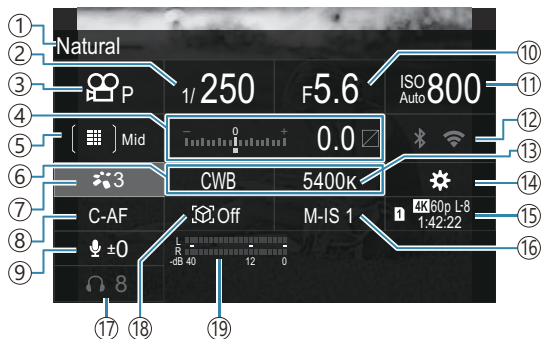 ① Natural
② 1/250 F5.6 ⑩ ISO Auto 800 ⑪
③ P
④ - 0 + 0.0
⑤ Mid ⑫
⑥ CWB 5400K ⑬
⑦ 3 ⑭
⑧ C-AF Off M-IS 1 1 4K 60p L-8 ⑮
1:42:22
⑨ ±0 ⑯
L
R
-dB 40 12 0
8
⑰ ⑱ ⑲